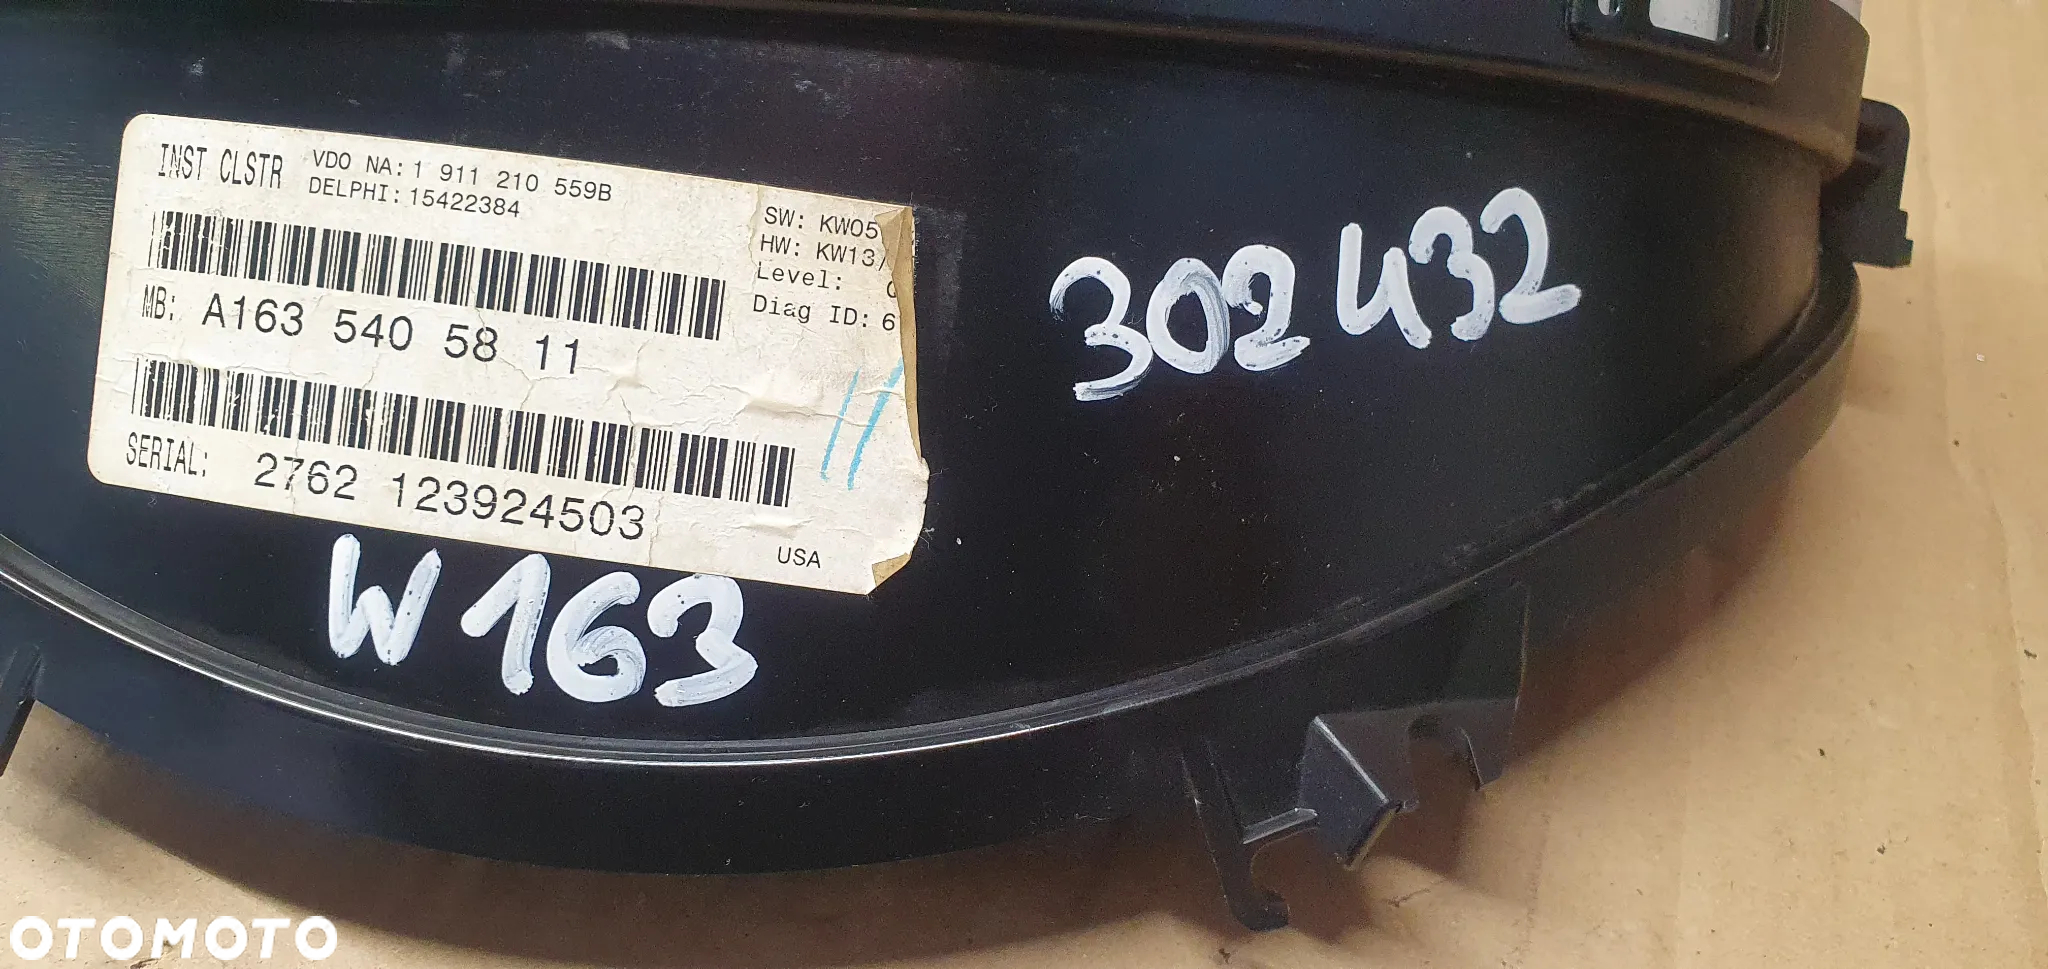 INST CLSTR
VDO NA: 1 911 210 559B
DELPHI: 15422384
SW: KW05
HW: KW13/
Level:
Diag ID: 6
MB: A163 540 58 11
SERIAL: 2762 123924503
USA
302432
W163
OTOMOTO